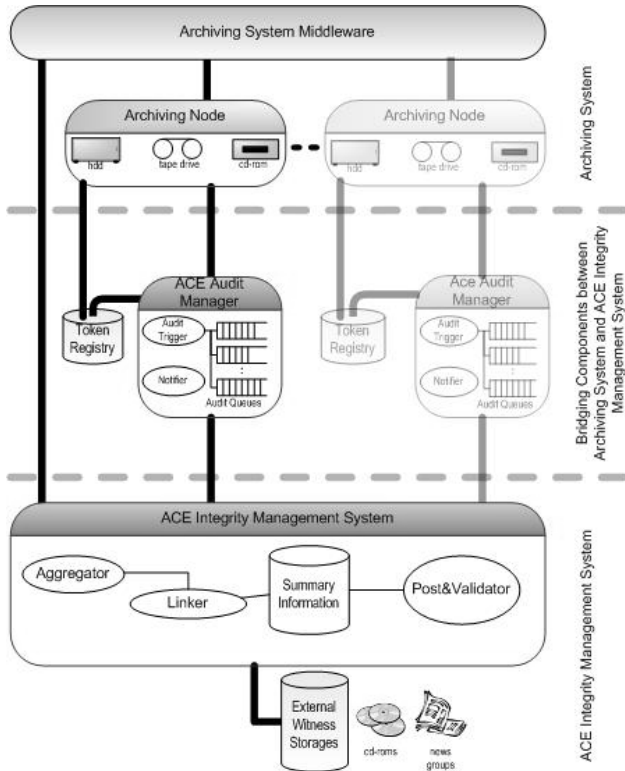 Archiving System Middleware
Archiving Node
hdd
tape drive
cd-rom
Archiving Node
hdd
tape drive
cd-rom
Archiving System
ACE Audit
Manager
Token
Registry
Audit
Trigger
Notifier
Audit Queues
Ace Audit
Manager
Token
Registry
Audit
Trigger
Notifier
Audit Queues
Bridging Components between
Archiving System and ACE Integrity
Management System
ACE Integrity Management System
Aggregator
Linker
Summary
Information
Post&Validator
External
Witness
Storages
cd-roms
news
groups
ACE Integrity Management System